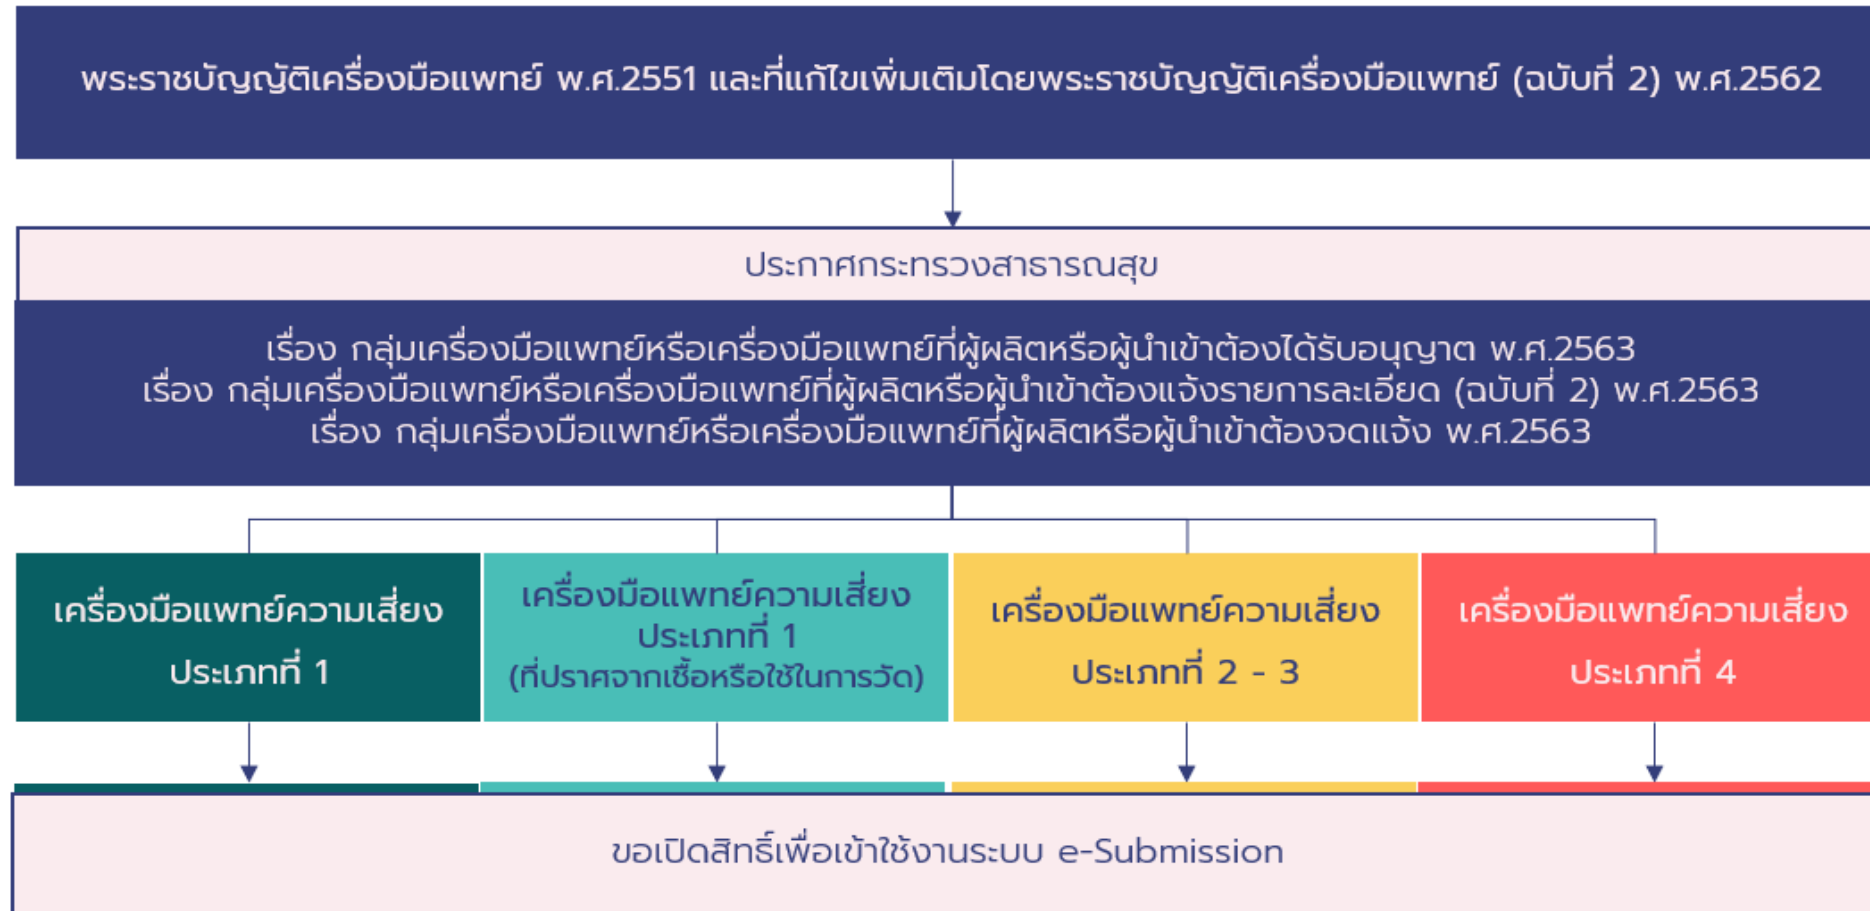 พระราชบัญญัติเครื่องมือแพทย์ พ.ศ.2551 และที่แก้ไขเพิ่มเติมโดยพระราชบัญญัติเครื่องมือแพทย์ (ฉบับที่ 2) พ.ศ.2562
ประกาศกระทรวงสาธารณสุข
เรื่อง กลุ่มเครื่องมือแพทย์หรือเครื่องมือแพทย์ที่ผู้ผลิตหรือผู้นำเข้าต้องได้รับอนุญาต พ.ศ.2563
เรื่อง กลุ่มเครื่องมือแพทย์หรือเครื่องมือแพทย์ที่ผู้ผลิตหรือผู้นำเข้าต้องแจ้งรายการละเอียด (ฉบับที่ 2) พ.ศ.2563
เรื่อง กลุ่มเครื่องมือแพทย์หรือเครื่องมือแพทย์ที่ผู้ผลิตหรือผู้นำเข้าต้องจดแจ้ง พ.ศ.2563
เครื่องมือแพทย์ความเสี่ยง
ประเภทที่ 1
เครื่องมือแพทย์ความเสี่ยง
ประเภทที่ 1
(ที่ปราศจากเชื้อหรือใช้ในการวัด)
เครื่องมือแพทย์ความเสี่ยง
ประเภทที่ 2 - 3
เครื่องมือแพทย์ความเสี่ยง
ประเภทที่ 4
ขอเปิดสิทธิ์เพื่อเข้าใช้งานระบบ e-Submission